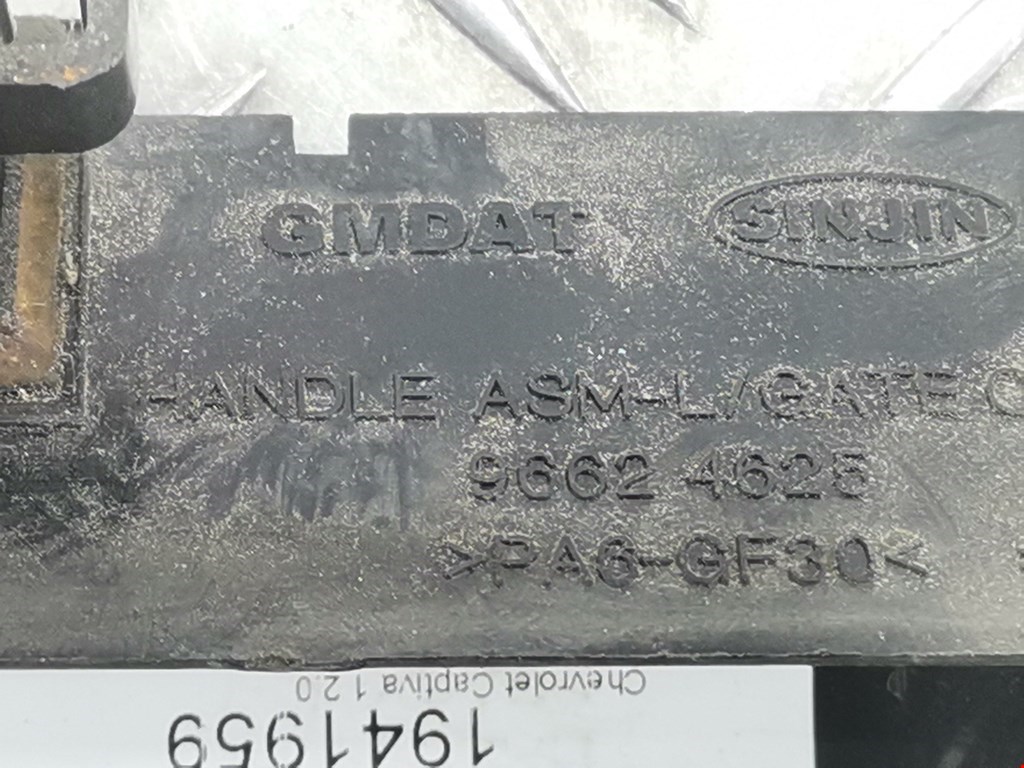 GMDAT SINJIN
HANDLE ASM-L/GATE
9662 4625
>PA6-GF30<
Chevrolet Captiva 1 2.0
1941959